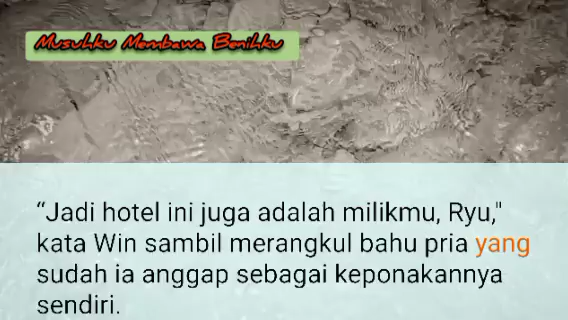 Musuhku Membawa Benihku
“Jadi hotel ini juga adalah milikmu, Ryu,"
kata Win sambil merangkul bahu pria yang
sudah ia anggap sebagai keponakannya
sendiri.